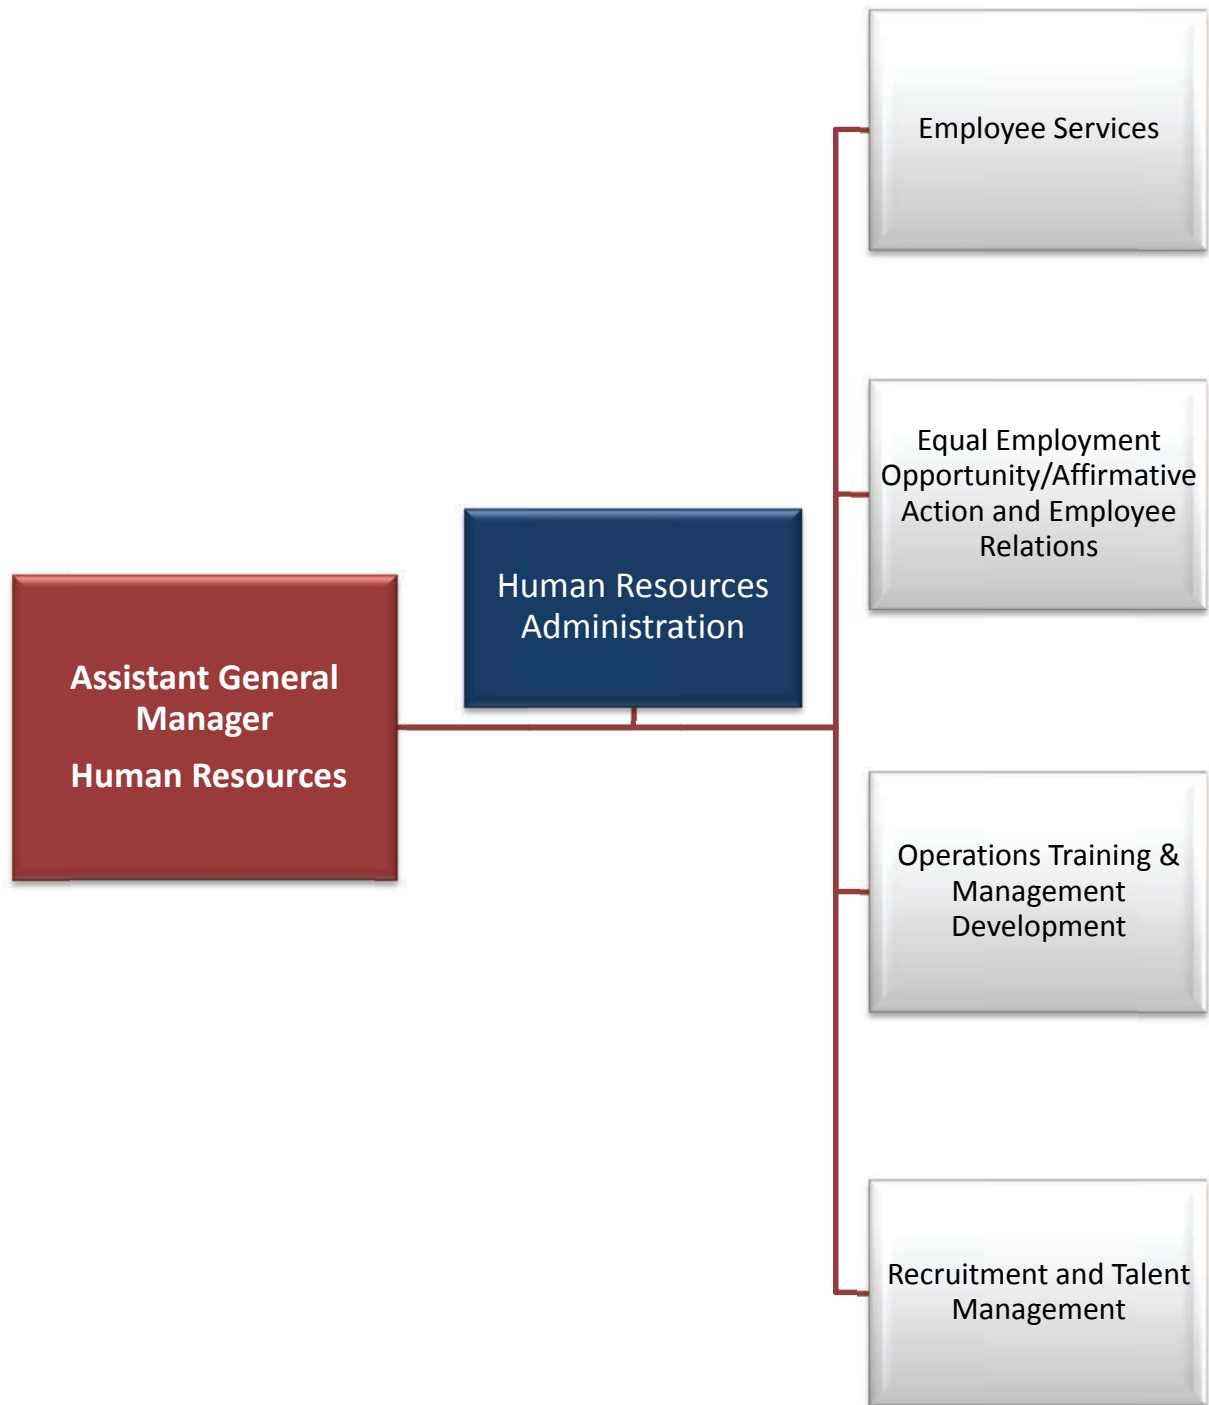 Employee Services
Equal Employment
Opportunity/Affirmative
Action and Employee
Relations
Human Resources
Administration
Assistant General
Manager
Human Resources
Operations Training &
Management
Development
Recruitment and Talent
Management